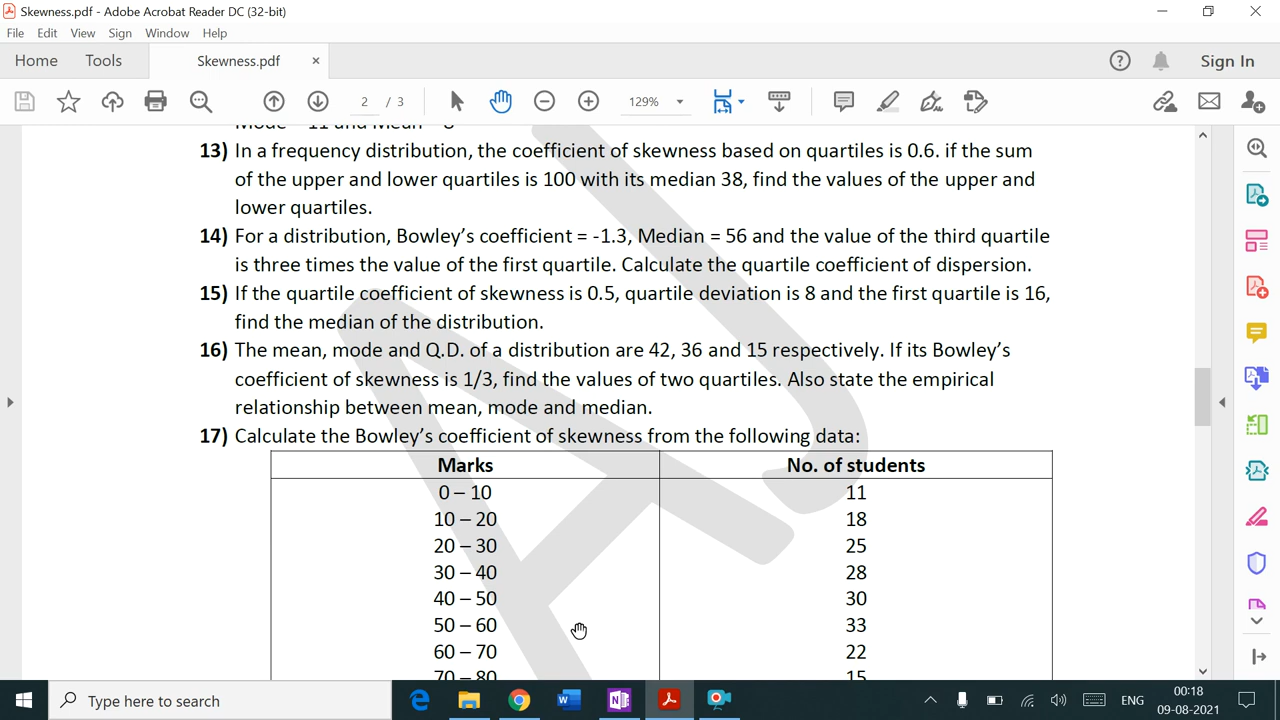 Skewness.pdf - Adobe Acrobat Reader DC (32-bit)
File Edit View Sign Window Help
Home Tools Skewness.pdf × Sign In
2 / 3 129%
Mode = 11 and Mean = 8
13) In a frequency distribution, the coefficient of skewness based on quartiles is 0.6. if the sum
of the upper and lower quartiles is 100 with its median 38, find the values of the upper and
lower quartiles.
14) For a distribution, Bowley's coefficient = -1.3, Median = 56 and the value of the third quartile
is three times the value of the first quartile. Calculate the quartile coefficient of dispersion.
15) If the quartile coefficient of skewness is 0.5, quartile deviation is 8 and the first quartile is 16,
find the median of the distribution.
16) The mean, mode and Q.D. of a distribution are 42, 36 and 15 respectively. If its Bowley's
coefficient of skewness is 1/3, find the values of two quartiles. Also state the empirical
relationship between mean, mode and median.
17) Calculate the Bowley's coefficient of skewness from the following data:
Marks No. of students
0 – 10 11
10 – 20 18
20 – 30 25
30 – 40 28
40 – 50 30
50 – 60 33
60 – 70 22
70 – 80 15
Type here to search
ENG
00:18
09-08-2021